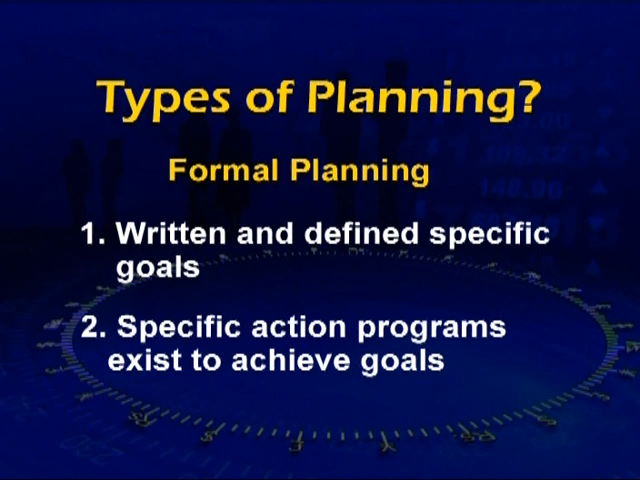 Types of Planning?
Formal Planning
1. Written and defined specific
goals
2. Specific action programs
exist to achieve goals